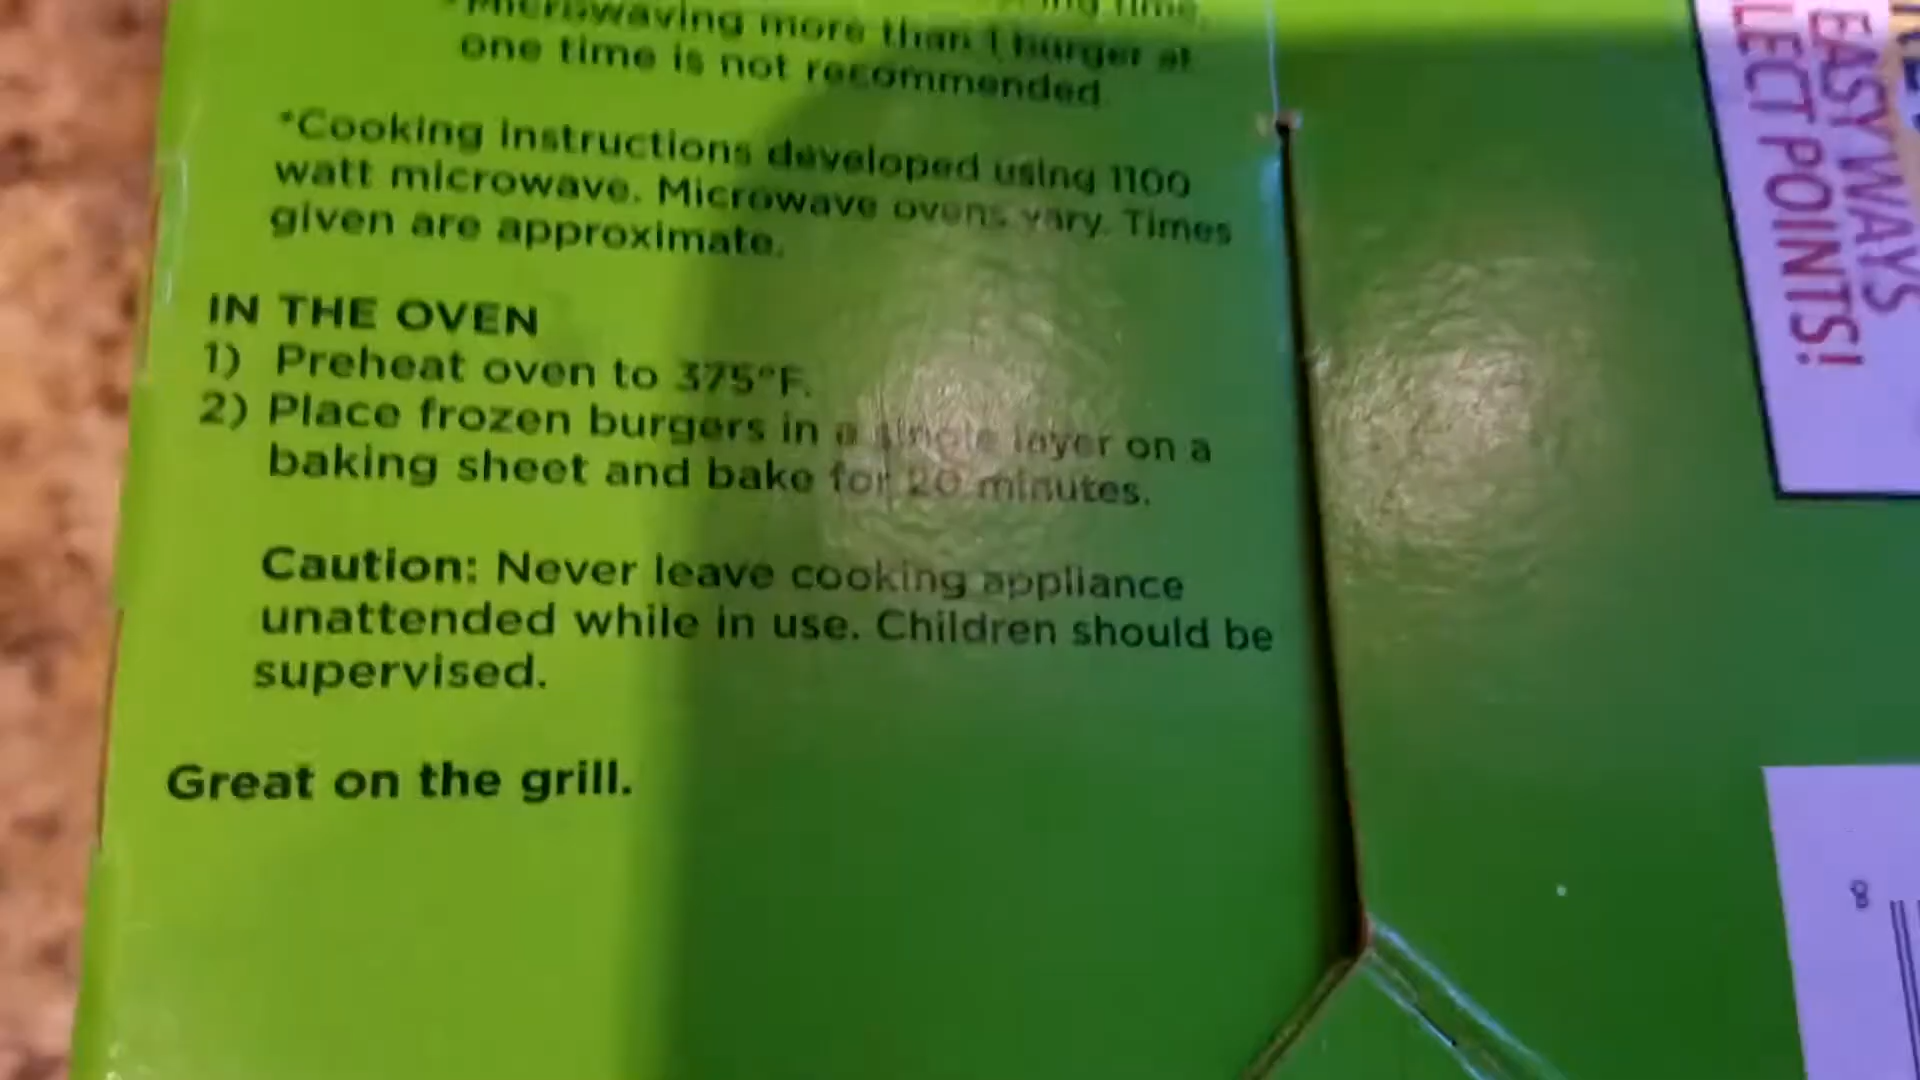 ing time.
*Microwaving more than 1 burger at
one time is not recommended
*Cooking instructions developed using 1100
watt microwave. Microwave ovens vary. Times
given are approximate.
IN THE OVEN
1) Preheat oven to 375°F.
2) Place frozen burgers in a single layer on a
baking sheet and bake for 20 minutes.
Caution: Never leave cooking appliance
unattended while in use. Children should be
supervised.
Great on the grill.
EASY WAYS
LECT POINTS!
8